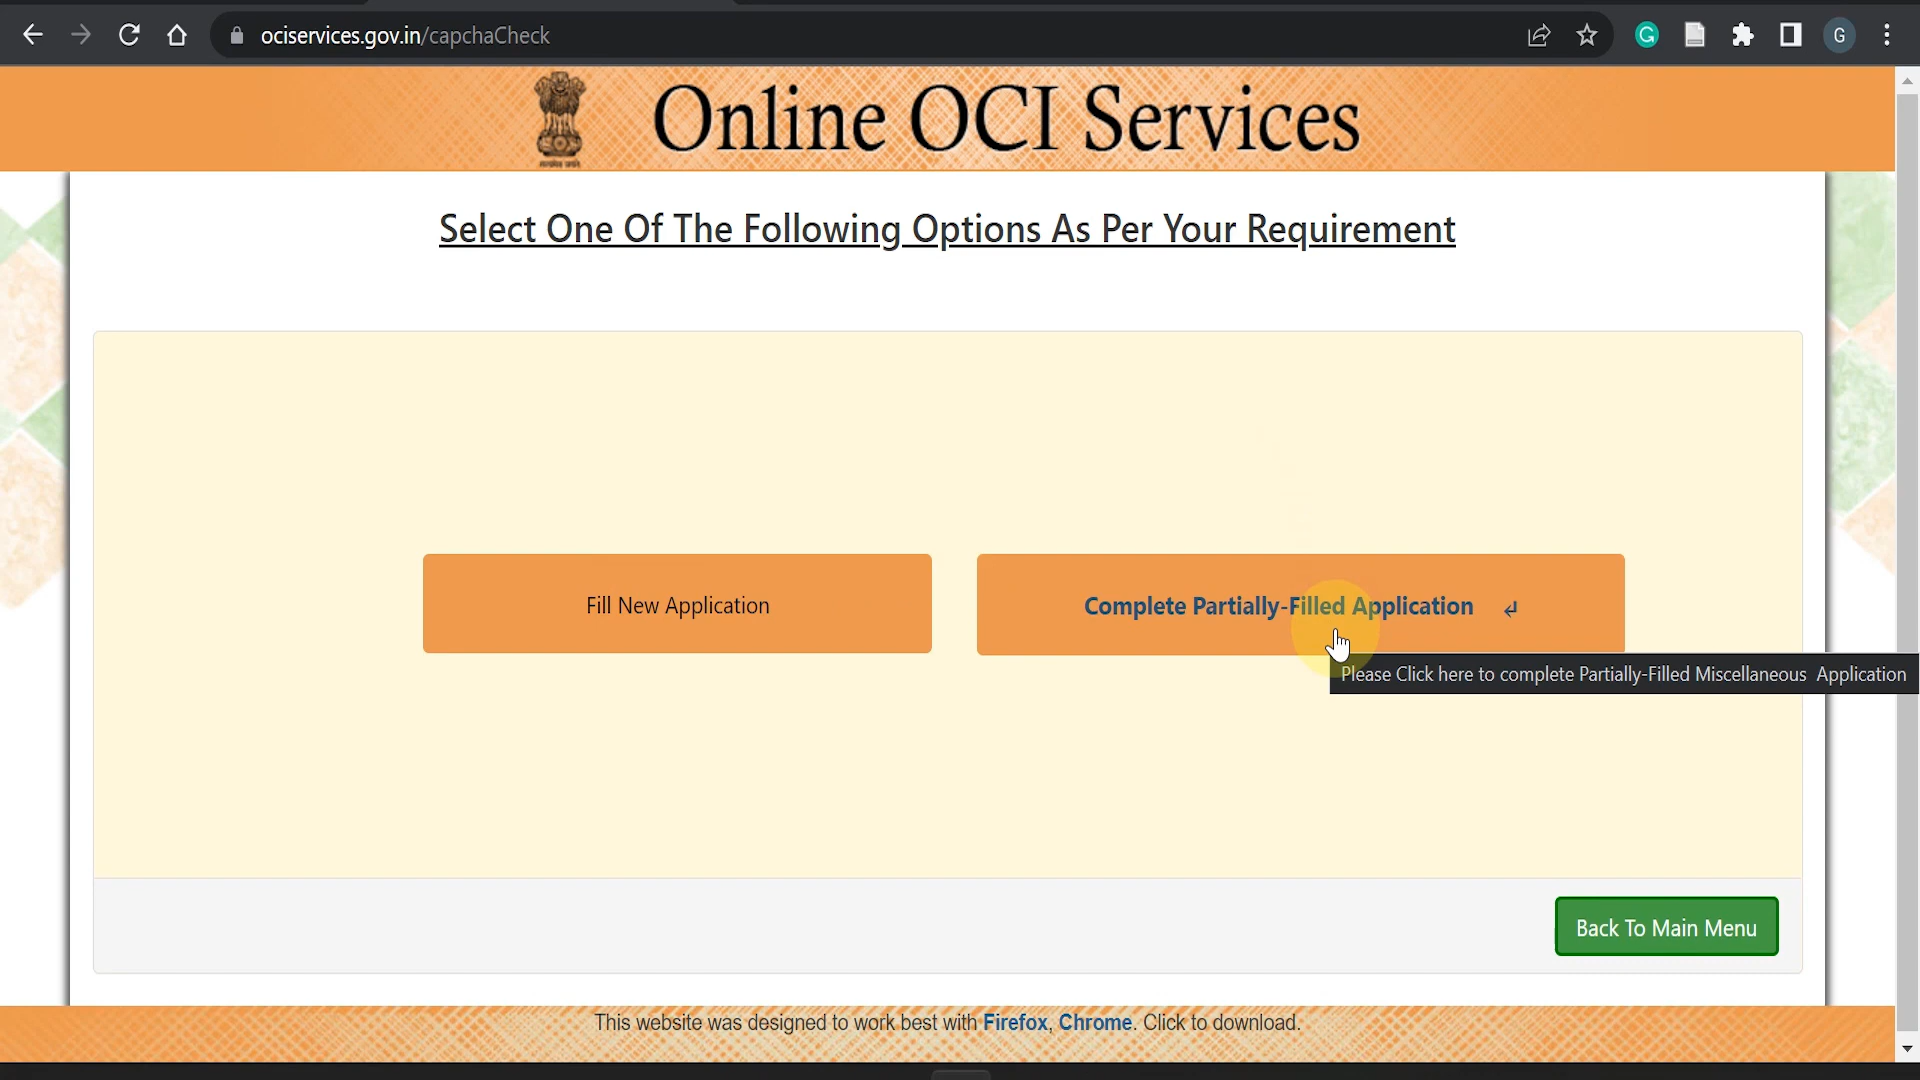 ociservices.gov.in/capchaCheck
G
G
Online OCI Services
Select One Of The Following Options As Per Your Requirement
Fill New Application
Complete Partially-Filled Application
Please Click here to complete Partially-Filled Miscellaneous Application
Back To Main Menu
This website was designed to work best with Firefox, Chrome. Click to download.